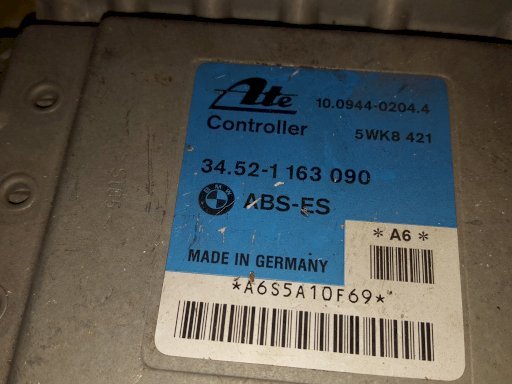 Ate 10.0944-0204.4
Controller 5WK8 421
34.52-1 163 090
BMW ABS-ES
* A6 *
MADE IN GERMANY
*A6S5A10F69*